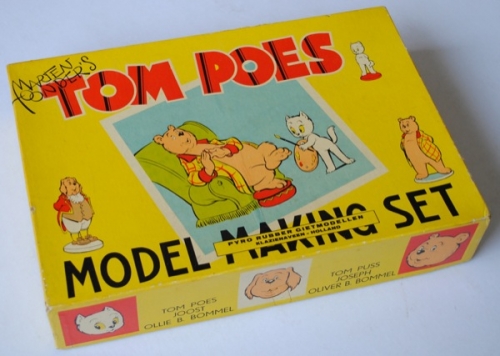 MARTEN
TOONDER'S
TOM POES
MODEL MAKING SET
PYRO RUBBER GIETMODELLEN
KLAZIENAVEEN - HOLLAND
TOM POES
JOOST
OLLIE B. BOMMEL
TOM PUSS
JOSEPH
OLIVER B. BOMMEL